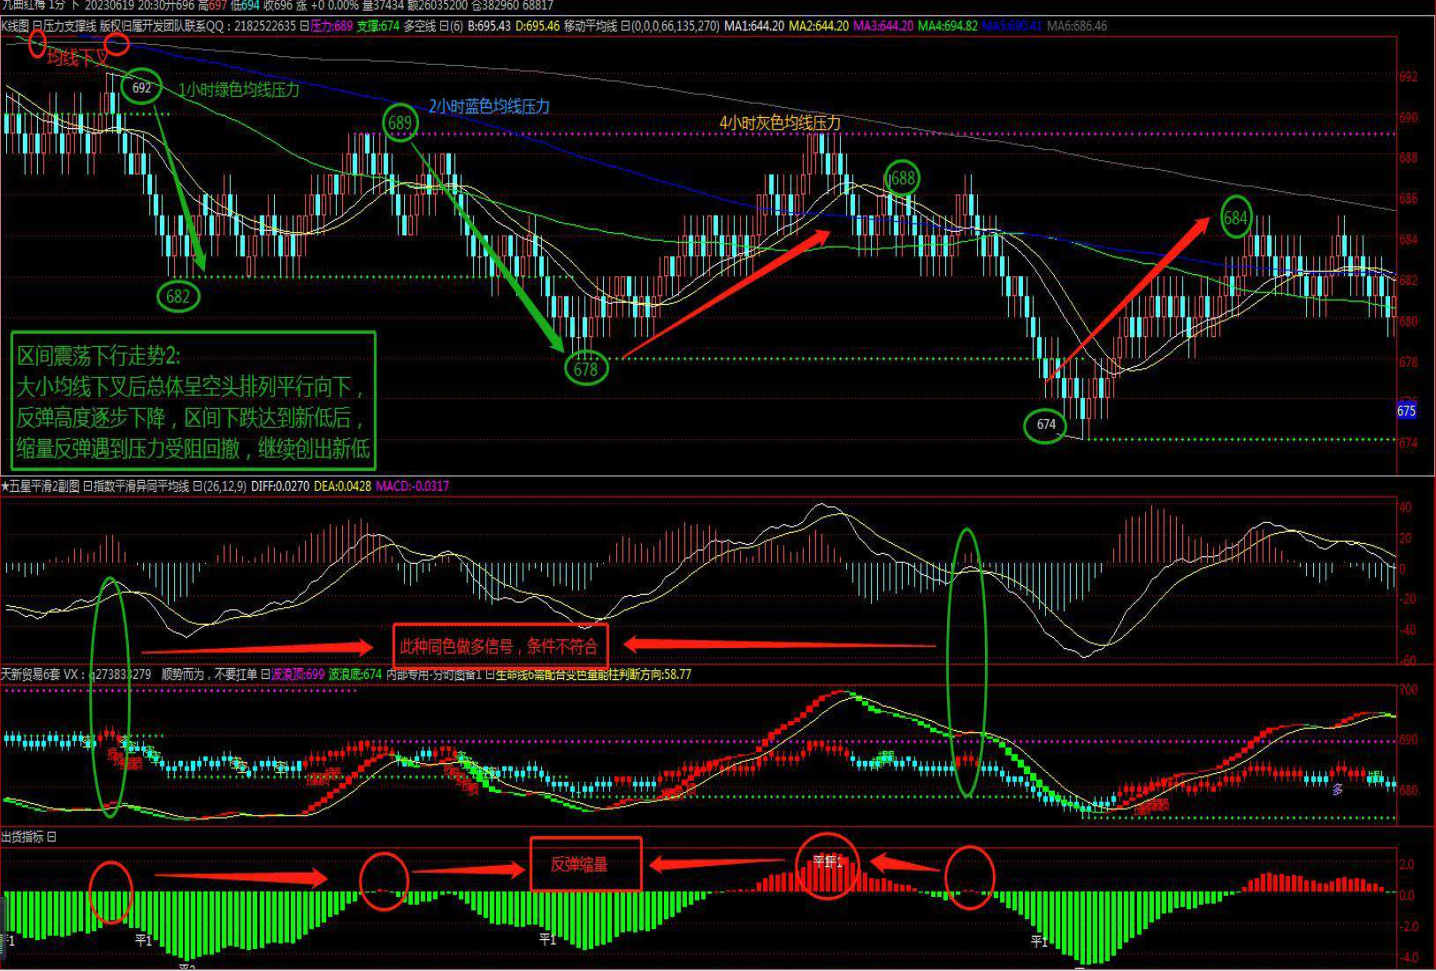 九曲红梅 1分 下 20230619 20:30开696 高697 低694 收696 涨 +0 0.00% 量37434 额26035200 仓382960 68817
K线图 日压力支撑线 版权归属开发团队联系QQ：2182522635 日压力:689 支撑:674 多空线 日(6) B:695.43 D:695.46 移动平均线 日(0,0,0,66,135,270) MA1:644.20 MA2:644.20 MA3:644.20 MA4:694.82 MA5:690.41 MA6:686.46
均线下叉
692
1小时绿色均线压力
689
2小时蓝色均线压力
4小时灰色均线压力
688
684
682
678
674
区间震荡下行走势2:
大小均线下叉后总体呈空头排列平行向下，
反弹高度逐步下降，区间下跌达到新低后，
缩量反弹遇到压力受阻回撤，继续创出新低
692
690
688
686
684
682
680
678
675
674
★五星平滑2副图 日指数平滑异同平均线 日(26,12,9) DIFF:0.0270 DEA:0.0428 MACD:-0.0317
40
20
0
-20
-40
-60
此种同色做多信号，条件不符合
天新贸易6套 VX：q273833279 顺势而为，不要扛单 日波浪顶:699 波浪底:674 内部专用-分时图副1 日生命线6需配合变色量能柱判断方向:58.77
700
690
680
多
出货指标 日
反弹缩量
平1
平1
平1
2.0
0.0
-2.0
-4.0